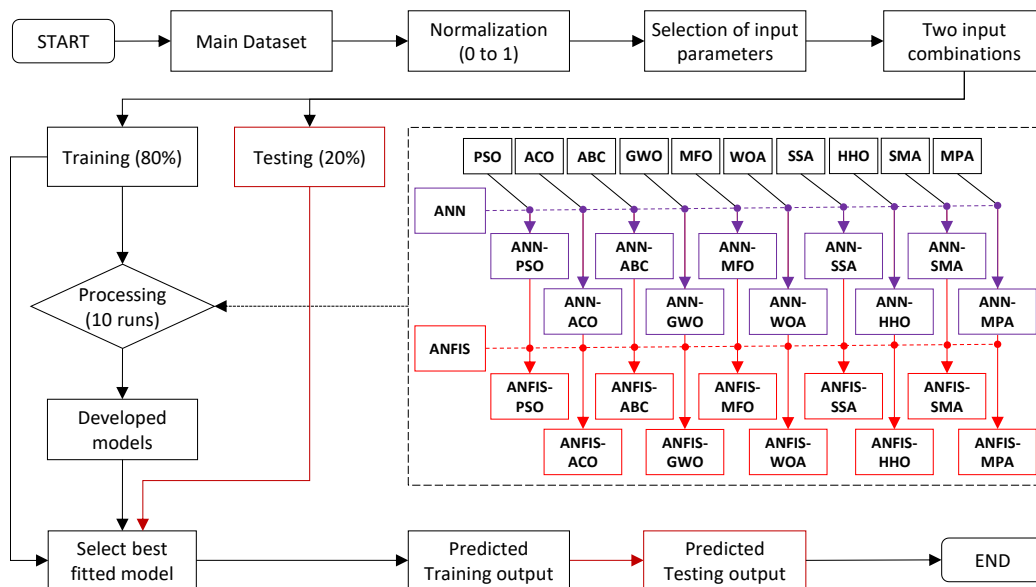 START
Main Dataset
Normalization
(0 to 1)
Selection of input
parameters
Two input
combinations
Training (80%)
Testing (20%)
PSO
ACO
ABC
GWO
MFO
WOA
SSA
HHO
SMA
MPA
ANN
ANN-
PSO
ANN-
ABC
ANN-
MFO
ANN-
SSA
ANN-
SMA
Processing
(10 runs)
ANN-
ACO
ANN-
GWO
ANN-
WOA
ANN-
HHO
ANN-
MPA
ANFIS
ANFIS-
PSO
ANFIS-
ABC
ANFIS-
MFO
ANFIS-
SSA
ANFIS-
SMA
Developed
models
ANFIS-
ACO
ANFIS-
GWO
ANFIS-
WOA
ANFIS-
HHO
ANFIS-
MPA
Select best
fitted model
Predicted
Training output
Predicted
Testing output
END